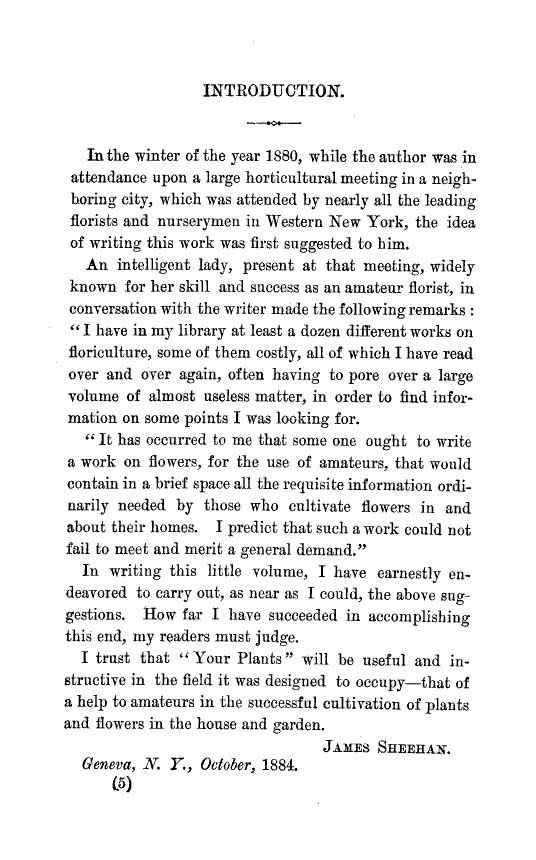 INTRODUCTION.
In the winter of the year 1880, while the author was in
attendance upon a large horticultural meeting in a neigh-
boring city, which was attended by nearly all the leading
florists and nurserymen in Western New York, the idea
of writing this work was first suggested to him.
An intelligent lady, present at that meeting, widely
known for her skill and success as an amateur florist, in
conversation with the writer made the following remarks :
“ I have in my library at least a dozen different works on
floriculture, some of them costly, all of which I have read
over and over again, often having to pore over a large
volume of almost useless matter, in order to find infor-
mation on some points I was looking for.
“ It has occurred to me that some one ought to write
a work on flowers, for the use of amateurs, that would
contain in a brief space all the requisite information ordi-
narily needed by those who cultivate flowers in and
about their homes. I predict that such a work could not
fail to meet and merit a general demand.”
In writing this little volume, I have earnestly en-
deavored to carry out, as near as I could, the above sug-
gestions. How far I have succeeded in accomplishing
this end, my readers must judge.
I trust that “ Your Plants ” will be useful and in-
structive in the field it was designed to occupy—that of
a help to amateurs in the successful cultivation of plants
and flowers in the house and garden.
JAMES SHEEHAN.
Geneva, N. Y., October, 1884.
(5)